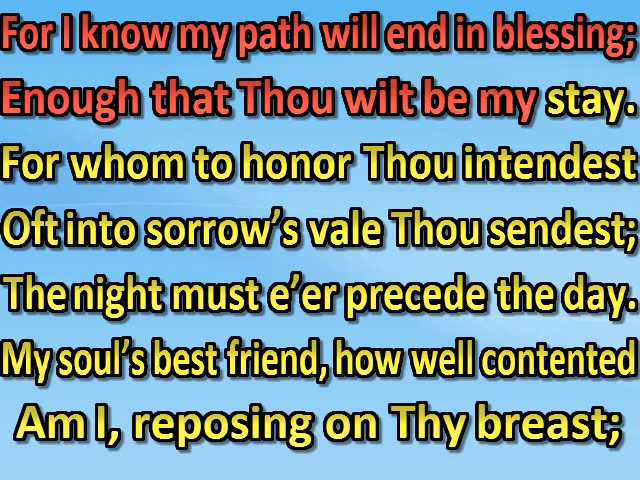 For I know my path will end in blessing;
Enough that Thou wilt be my stay.
For whom to honor Thou intendest
Oft into sorrow’s vale Thou sendest;
The night must e’er precede the day.
My soul’s best friend, how well contented
Am I, reposing on Thy breast;